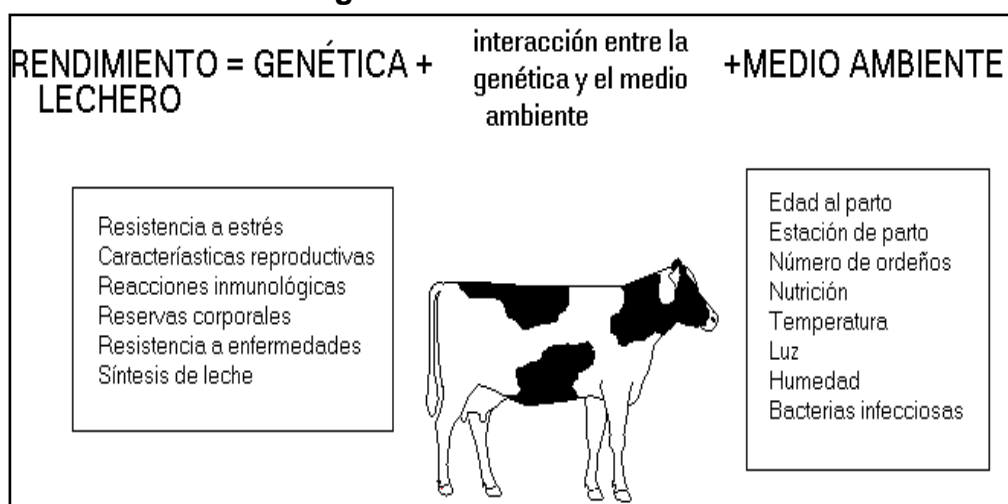 RENDIMIENTO = GENÉTICA +
LECHERO
interacción entre la
genética y el medio
ambiente
+MEDIO AMBIENTE
Resistencia a estrés
Caracteríasticas reproductivas
Reacciones inmunológicas
Reservas corporales
Resistencia a enfermedades
Síntesis de leche
Edad al parto
Estación de parto
Número de ordeños
Nutrición
Temperatura
Luz
Humedad
Bacterias infecciosas